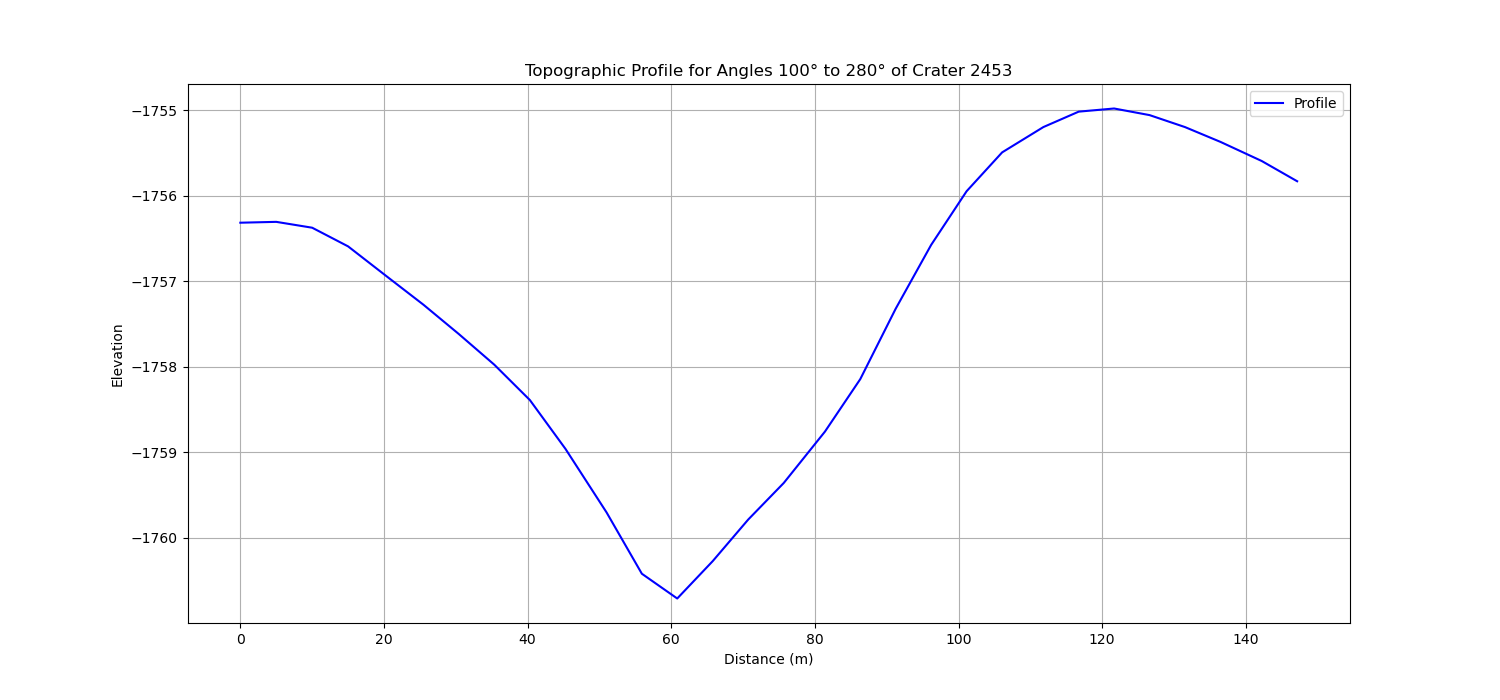 Topographic Profile for Angles 100° to 280° of Crater 2453
Profile
−1755
−1756
−1757
−1758
−1759
−1760
Elevation
0 20 40 60 80 100 120 140
Distance (m)